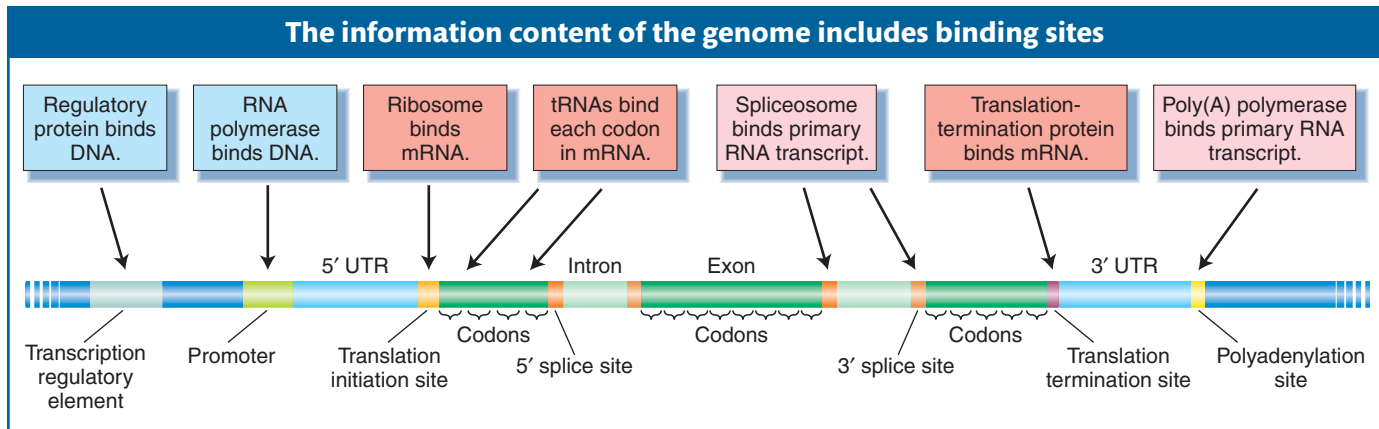 The information content of the genome includes binding sites
Regulatory
protein binds
DNA.
RNA
polymerase
binds DNA.
Ribosome
binds
mRNA.
tRNAs bind
each codon
in mRNA.
Spliceosome
binds primary
RNA transcript.
Translation-
termination protein
binds mRNA.
Poly(A) polymerase
binds primary RNA
transcript.
5′ UTR
Intron
Exon
3′ UTR
Transcription
regulatory
element
Promoter
Translation
initiation site
Codons
5′ splice site
Codons
3′ splice site
Codons
Translation
termination site
Polyadenylation
site